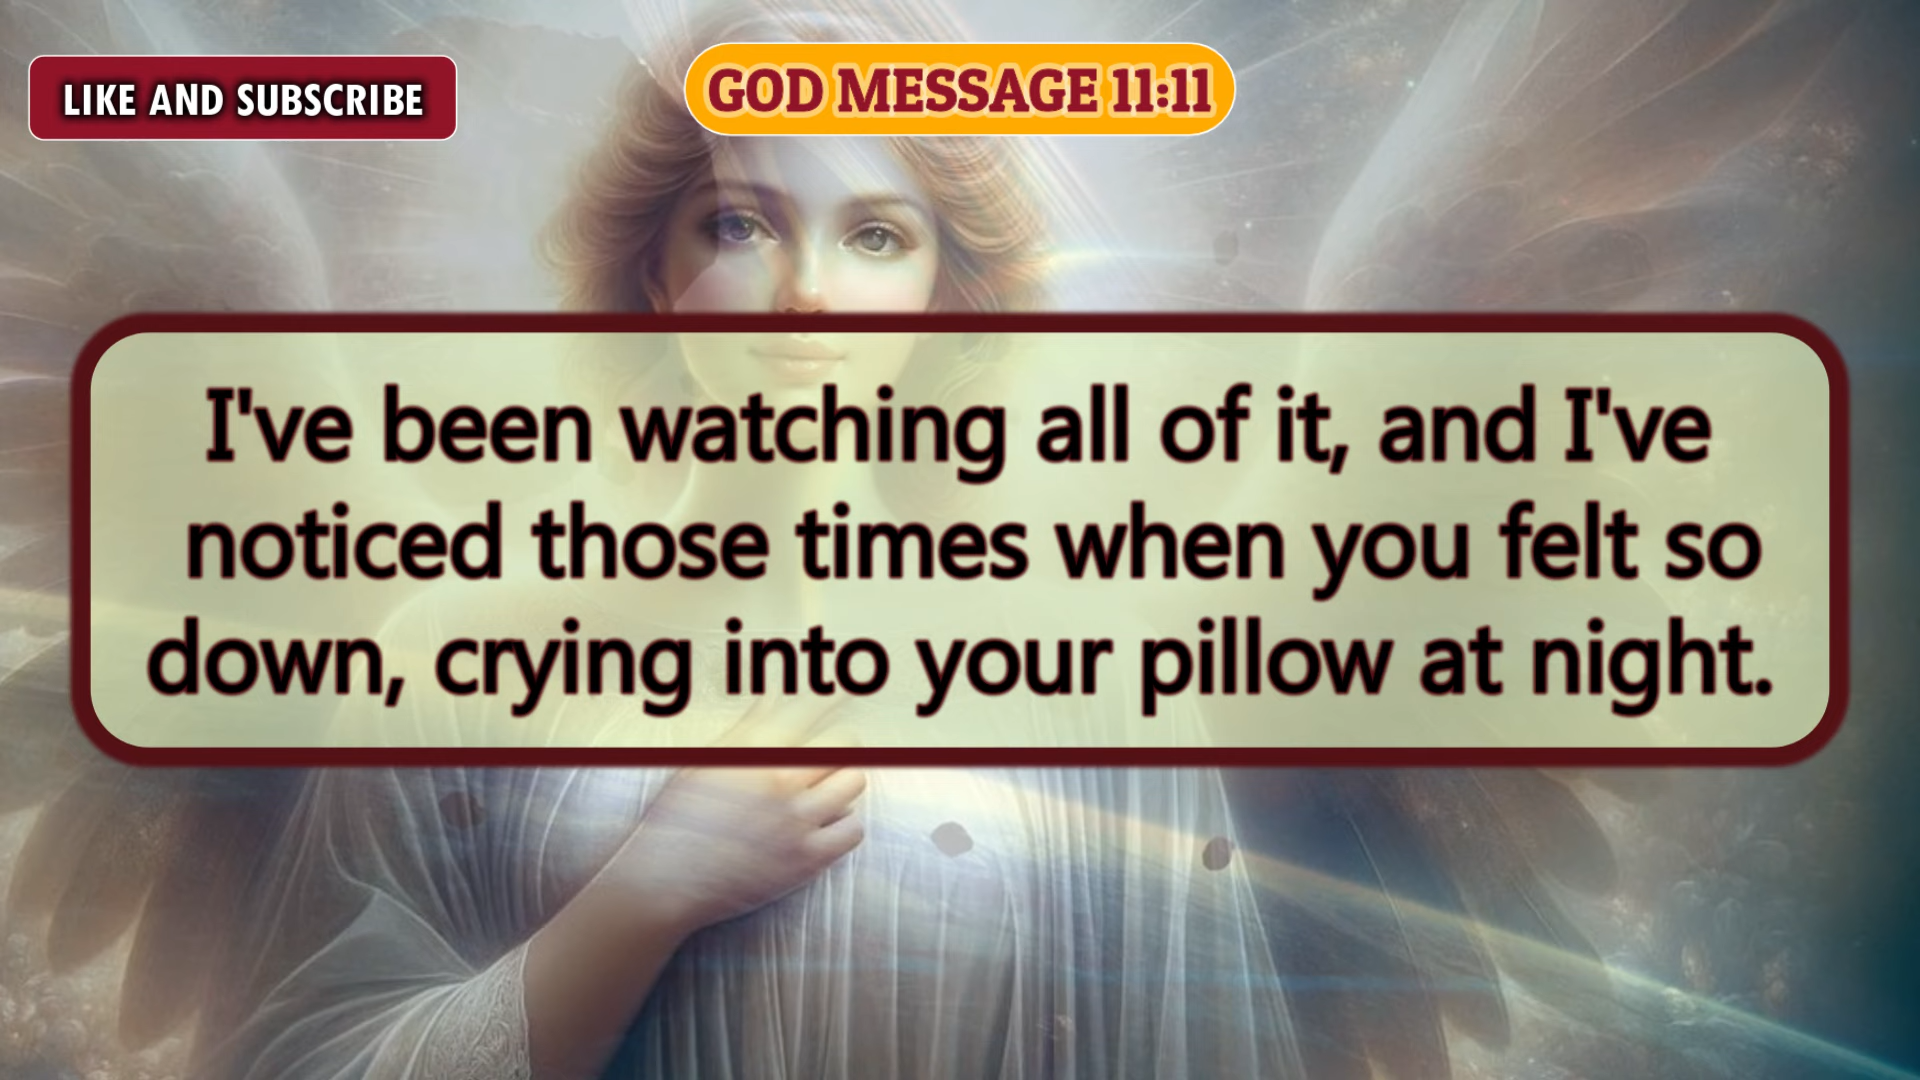 LIKE AND SUBSCRIBE
GOD MESSAGE 11:11
I've been watching all of it, and I've
noticed those times when you felt so
down, crying into your pillow at night.